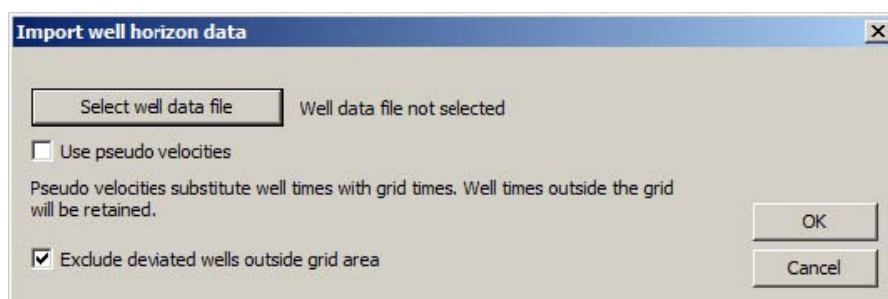 Import well horizon data
Select well data file
Well data file not selected
Use pseudo velocities
Pseudo velocities substitute well times with grid times. Well times outside the grid
will be retained.
OK
Exclude deviated wells outside grid area
Cancel